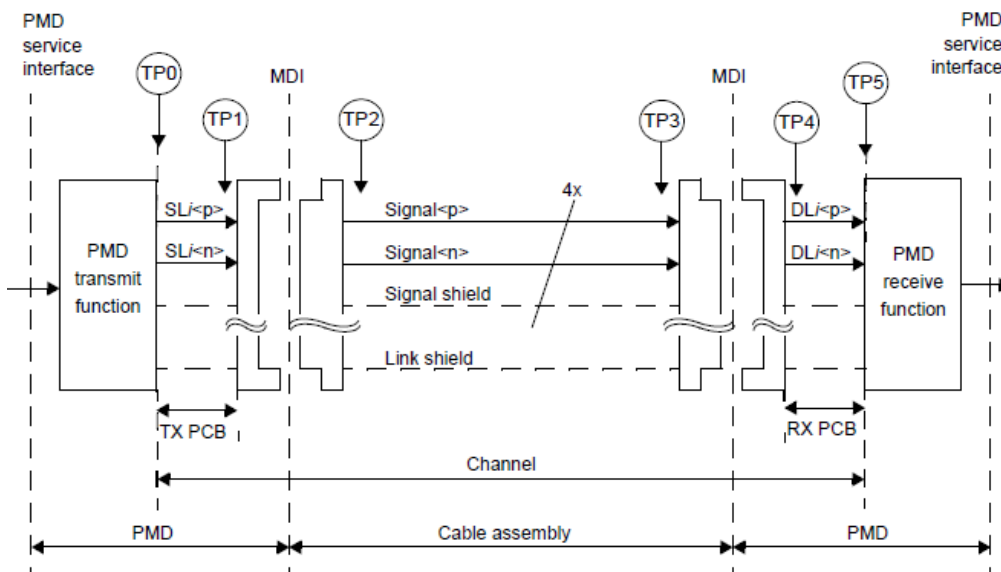 PMD
service
interface
TP0
TP1
MDI
TP2
TP3
MDI
TP4
TP5
PMD
service
interface
PMD
transmit
function
SLi<p>
SLi<n>
Signal<p>
Signal<n>
Signal shield
Link shield
4x
DLi<p>
DLi<n>
PMD
receive
function
TX PCB
RX PCB
Channel
PMD
Cable assembly
PMD